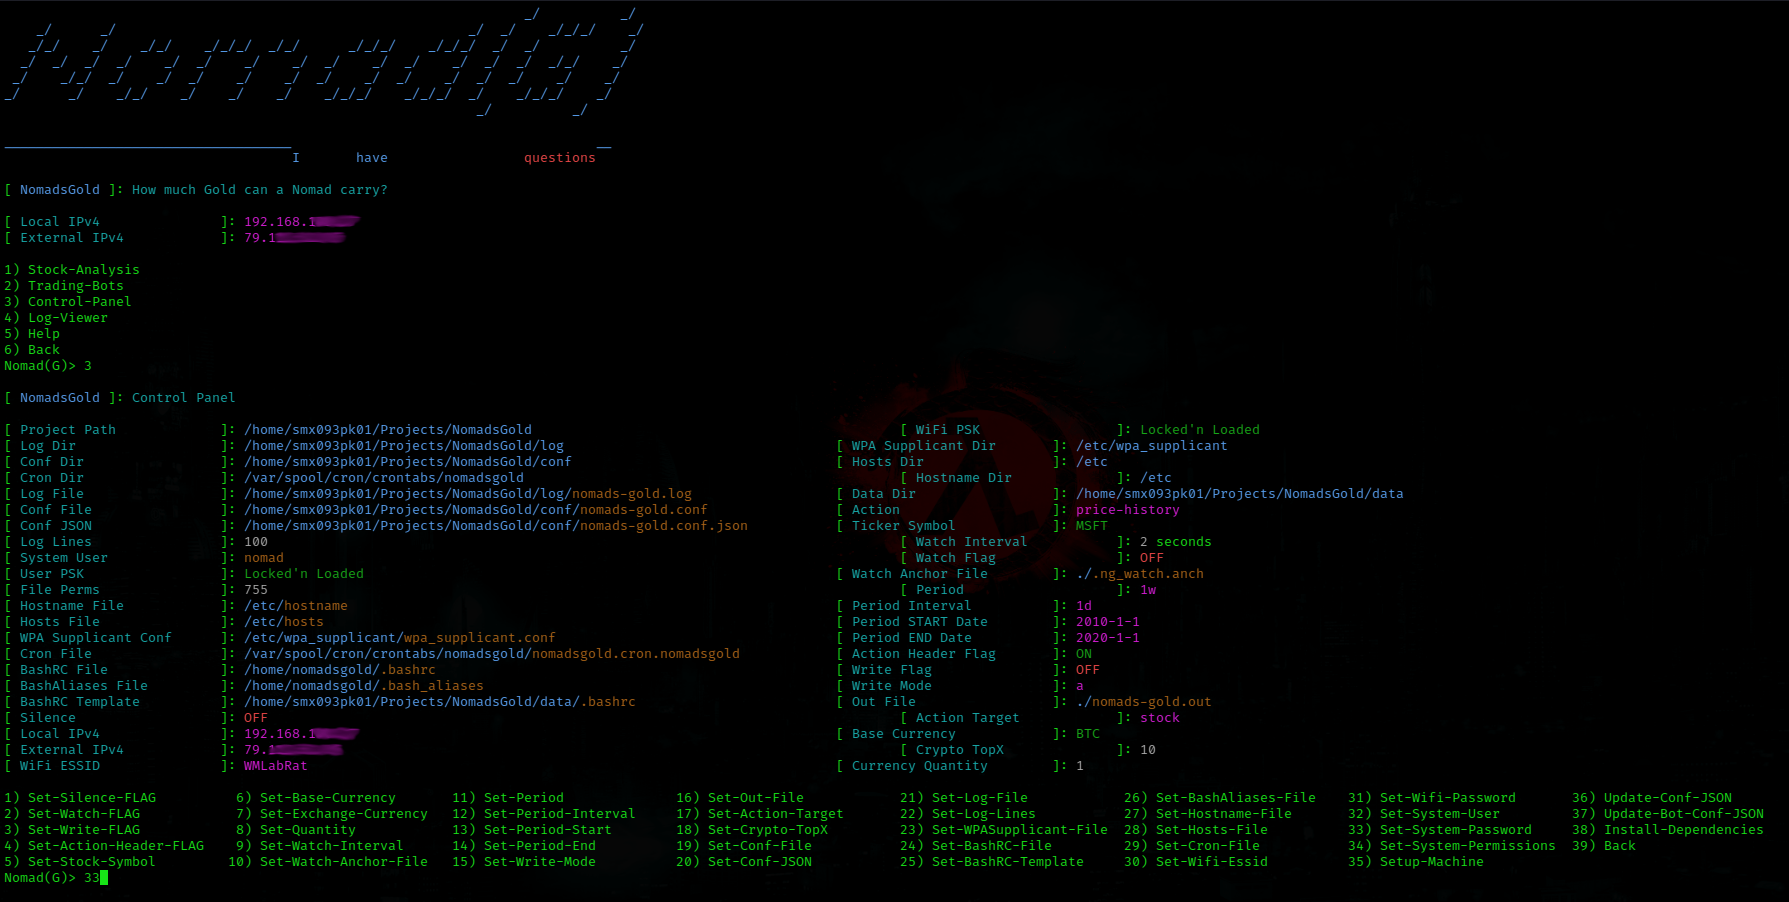 Nomad(G)
I have questions
[ NomadsGold ]: How much Gold can a Nomad carry?
[ Local IPv4 ]: 192.168.1
[ External IPv4 ]: 79.1
1) Stock-Analysis
2) Trading-Bots
3) Control-Panel
4) Log-Viewer
5) Help
6) Back
Nomad(G)> 3
[ NomadsGold ]: Control Panel
[ Project Path ]: /home/smx093pk01/Projects/NomadsGold [ WiFi PSK ]: Locked'n Loaded
[ Log Dir ]: /home/smx093pk01/Projects/NomadsGold/log [ WPA Supplicant Dir ]: /etc/wpa_supplicant
[ Conf Dir ]: /home/smx093pk01/Projects/NomadsGold/conf [ Hosts Dir ]: /etc
[ Cron Dir ]: /var/spool/cron/crontabs/nomadsgold [ Hostname Dir ]: /etc
[ Log File ]: /home/smx093pk01/Projects/NomadsGold/log/nomads-gold.log [ Data Dir ]: /home/smx093pk01/Projects/NomadsGold/data
[ Conf File ]: /home/smx093pk01/Projects/NomadsGold/conf/nomads-gold.conf [ Action ]: price-history
[ Conf JSON ]: /home/smx093pk01/Projects/NomadsGold/conf/nomads-gold.conf.json [ Ticker Symbol ]: MSFT
[ Log Lines ]: 100 [ Watch Interval ]: 2 seconds
[ System User ]: nomad [ Watch Flag ]: OFF
[ User PSK ]: Locked'n Loaded [ Watch Anchor File ]: ./.ng_watch.anch
[ File Perms ]: 755 [ Period ]: 1w
[ Hostname File ]: /etc/hostname [ Period Interval ]: 1d
[ Hosts File ]: /etc/hosts [ Period START Date ]: 2010-1-1
[ WPA Supplicant Conf ]: /etc/wpa_supplicant/wpa_supplicant.conf [ Period END Date ]: 2020-1-1
[ Cron File ]: /var/spool/cron/crontabs/nomadsgold/nomadsgold.cron.nomadsgold [ Action Header Flag ]: ON
[ BashRC File ]: /home/nomadsgold/.bashrc [ Write Flag ]: OFF
[ BashAliases File ]: /home/nomadsgold/.bash_aliases [ Write Mode ]: a
[ BashRC Template ]: /home/smx093pk01/Projects/NomadsGold/data/.bashrc [ Out File ]: ./nomads-gold.out
[ Silence ]: OFF [ Action Target ]: stock
[ Local IPv4 ]: 192.168.1 [ Base Currency ]: BTC
[ External IPv4 ]: 79.1 [ Crypto TopX ]: 10
[ WiFi ESSID ]: WMLabRat [ Currency Quantity ]: 1
1) Set-Silence-FLAG 6) Set-Base-Currency 11) Set-Period 16) Set-Out-File 21) Set-Log-File 26) Set-BashAliases-File 31) Set-Wifi-Password 36) Update-Conf-JSON
2) Set-Watch-FLAG 7) Set-Exchange-Currency 12) Set-Period-Interval 17) Set-Action-Target 22) Set-Log-Lines 27) Set-Hostname-File 32) Set-System-User 37) Update-Bot-Conf-JSON
3) Set-Write-FLAG 8) Set-Quantity 13) Set-Period-Start 18) Set-Crypto-TopX 23) Set-WPASupplicant-File 28) Set-Hosts-File 33) Set-System-Password 38) Install-Dependencies
4) Set-Action-Header-FLAG 9) Set-Watch-Interval 14) Set-Period-End 19) Set-Conf-File 24) Set-BashRC-File 29) Set-Cron-File 34) Set-System-Permissions 39) Back
5) Set-Stock-Symbol 10) Set-Watch-Anchor-File 15) Set-Write-Mode 20) Set-Conf-JSON 25) Set-BashRC-Template 30) Set-Wifi-Essid 35) Setup-Machine
Nomad(G)> 33